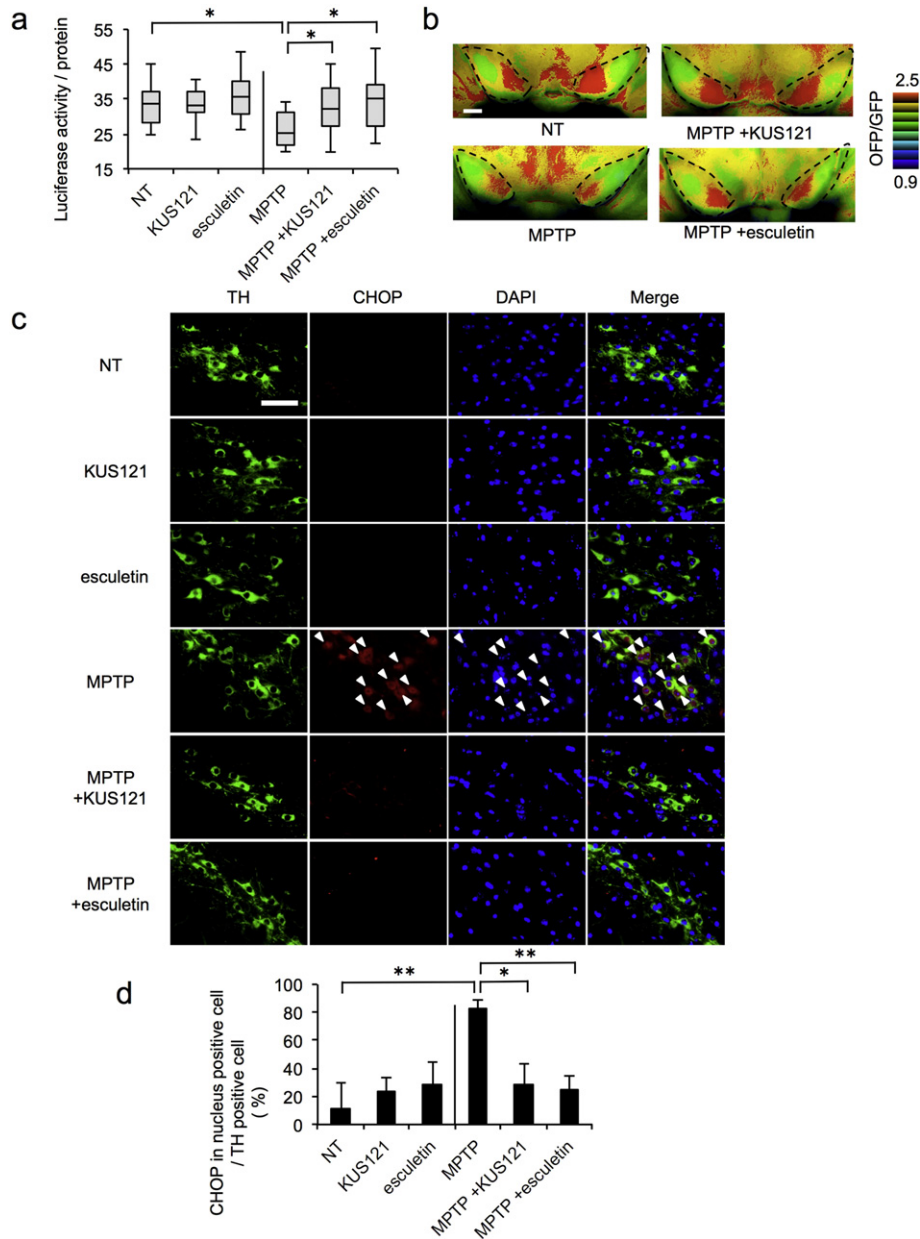 a
* *
*
Luciferase activity / protein
55
45
35
25
15
NT
KUS121
esculetin
MPTP
MPTP +KUS121
MPTP +esculetin
b
NT
MPTP +KUS121
MPTP
MPTP +esculetin
OFP/GFP
2.5
0.9
c
TH CHOP DAPI Merge
NT
KUS121
esculetin
MPTP
MPTP
+KUS121
MPTP
+esculetin
d
**
** *
CHOP in nucleus positive cell
/ TH positive cell
( %)
100
80
60
40
20
0
NT
KUS121
esculetin
MPTP
MPTP +KUS121
MPTP +esculetin